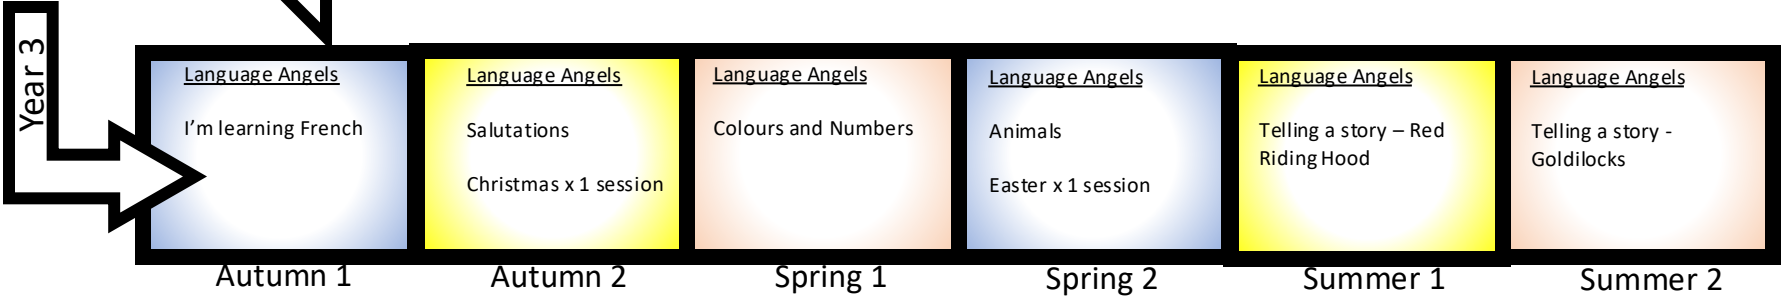 Year 3
Language Angels
I'm learning French
Autumn 1
Language Angels
Salutations
Christmas x 1 session
Autumn 2
Language Angels
Colours and Numbers
Spring 1
Language Angels
Animals
Easter x 1 session
Spring 2
Language Angels
Telling a story – Red
Riding Hood
Summer 1
Language Angels
Telling a story -
Goldilocks
Summer 2